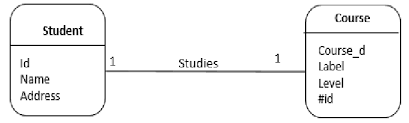 Student
Id
Name
Address
1
Studies
1
Course
Course_d
Label
Level
#id